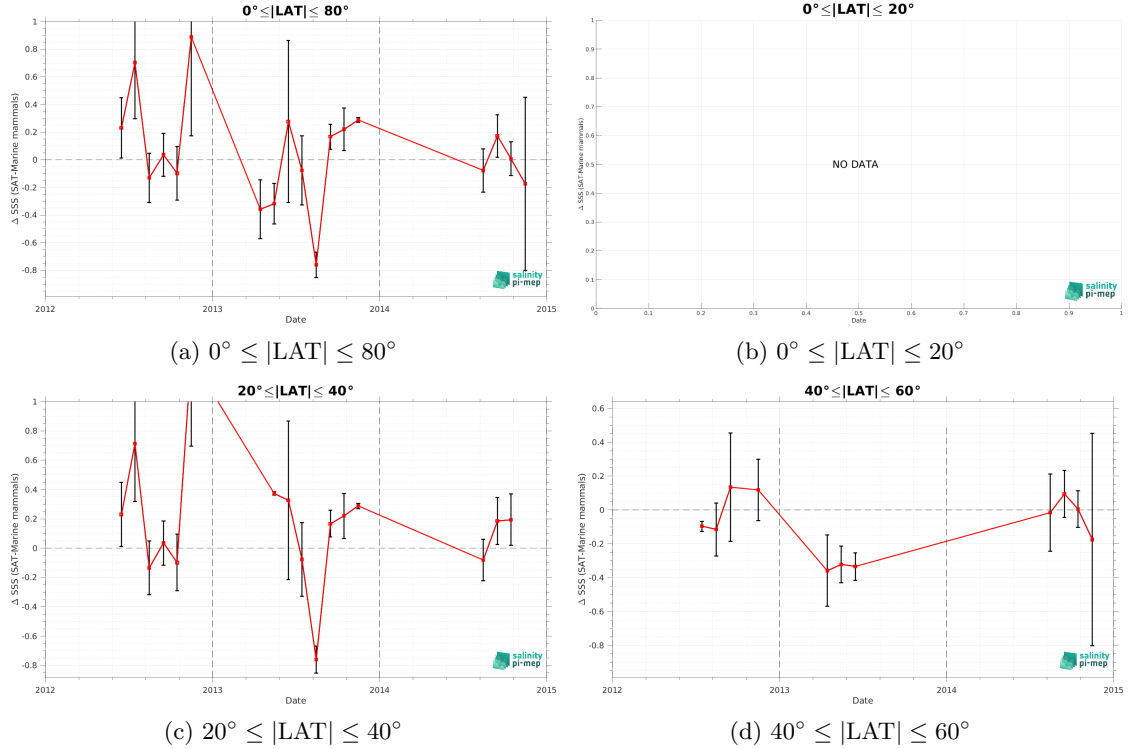 0°≤|LAT|≤ 80°
Δ SSS (SAT-Marine mammals)
1
0.8
0.6
0.4
0.2
0
-0.2
-0.4
-0.6
-0.8
2012 2013 2014 2015
Date
salinity
pi-mep
(a) 0° ≤ |LAT| ≤ 80°
0°≤|LAT|≤ 20°
Δ SSS (SAT-Marine mammals)
1
0.9
0.8
0.7
0.6
0.5
0.4
0.3
0.2
0.1
0
NO DATA
0 0.1 0.2 0.3 0.4 0.5 0.6 0.7 0.8 0.9 1
Date
salinity
pi-mep
(b) 0° ≤ |LAT| ≤ 20°
20°≤|LAT|≤ 40°
Δ SSS (SAT-Marine mammals)
1
0.8
0.6
0.4
0.2
0
-0.2
-0.4
-0.6
-0.8
2012 2013 2014 2015
Date
salinity
pi-mep
(c) 20° ≤ |LAT| ≤ 40°
40°≤|LAT|≤ 60°
Δ SSS (SAT-Marine mammals)
0.6
0.4
0.2
0
-0.2
-0.4
-0.6
-0.8
2012 2013 2014 2015
Date
salinity
pi-mep
(d) 40° ≤ |LAT| ≤ 60°